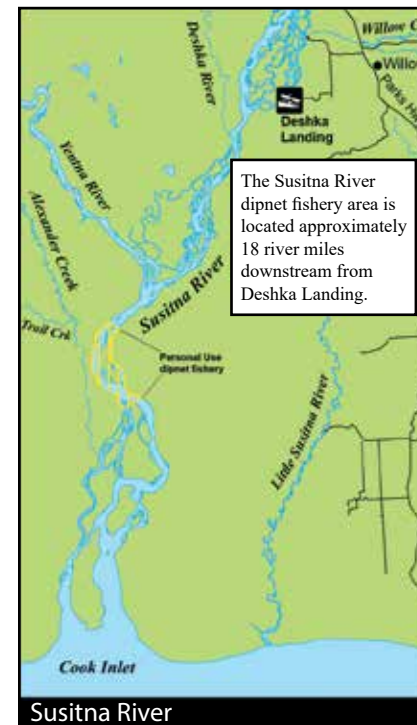 Deshka River
Willow C
Willo
Parks Hi
Deshka
Landing
Yentna River
Alexander Creek
The Susitna River
dipnet fishery area is
located approximately
18 river miles
downstream from
Deshka Landing.
Susitna River
Trail Crk
Personal Use
dipnet fishery
Little Susitna River
Cook Inlet
Susitna River